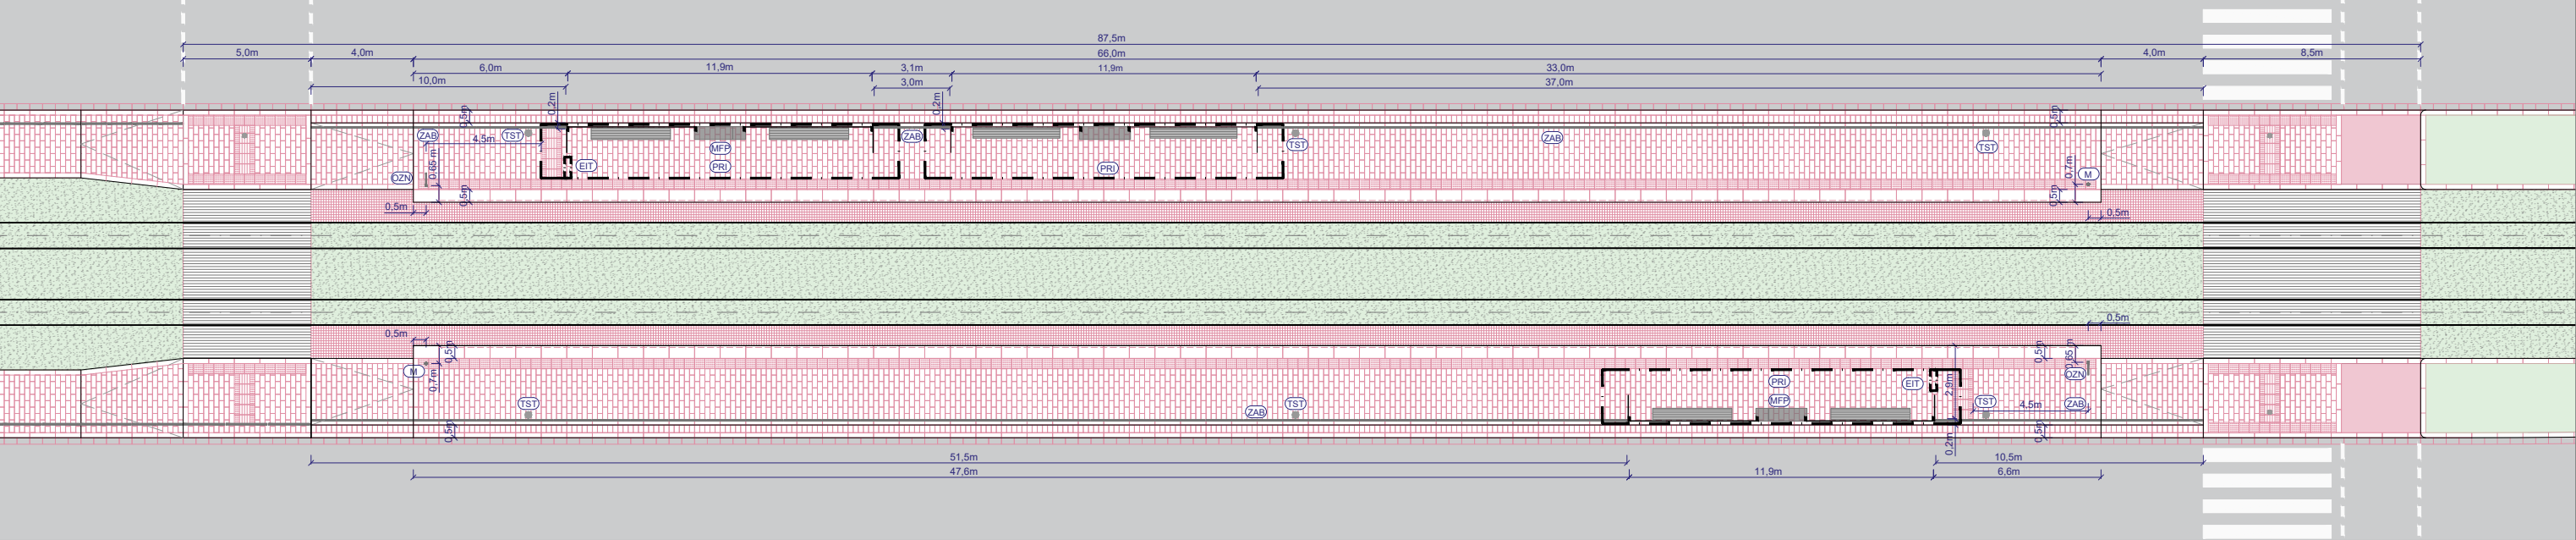 87,5m
5,0m 4,0m 66,0m 4,0m 8,5m
6,0m 11,9m 3,1m 11,9m 33,0m
10,0m 3,0m 37,0m
0,2m 0,2m
0,5m 0,5m
ZAB TST ZAB ZAB
4,5m TST TST
MFP
EIT PRI PRI
0,65 m 0,7m
OZN M
0,5m 0,5m
0,5m 0,5m
0,5m
0,5m
0,5m 0,5m 0,65 m
M PRI EIT OZN
0,7m 2,9m
MFP
TST TST TST 4,5m ZAB
ZAB
0,5m 0,2m 0,5m
51,5m 10,5m
47,6m 11,9m 6,6m